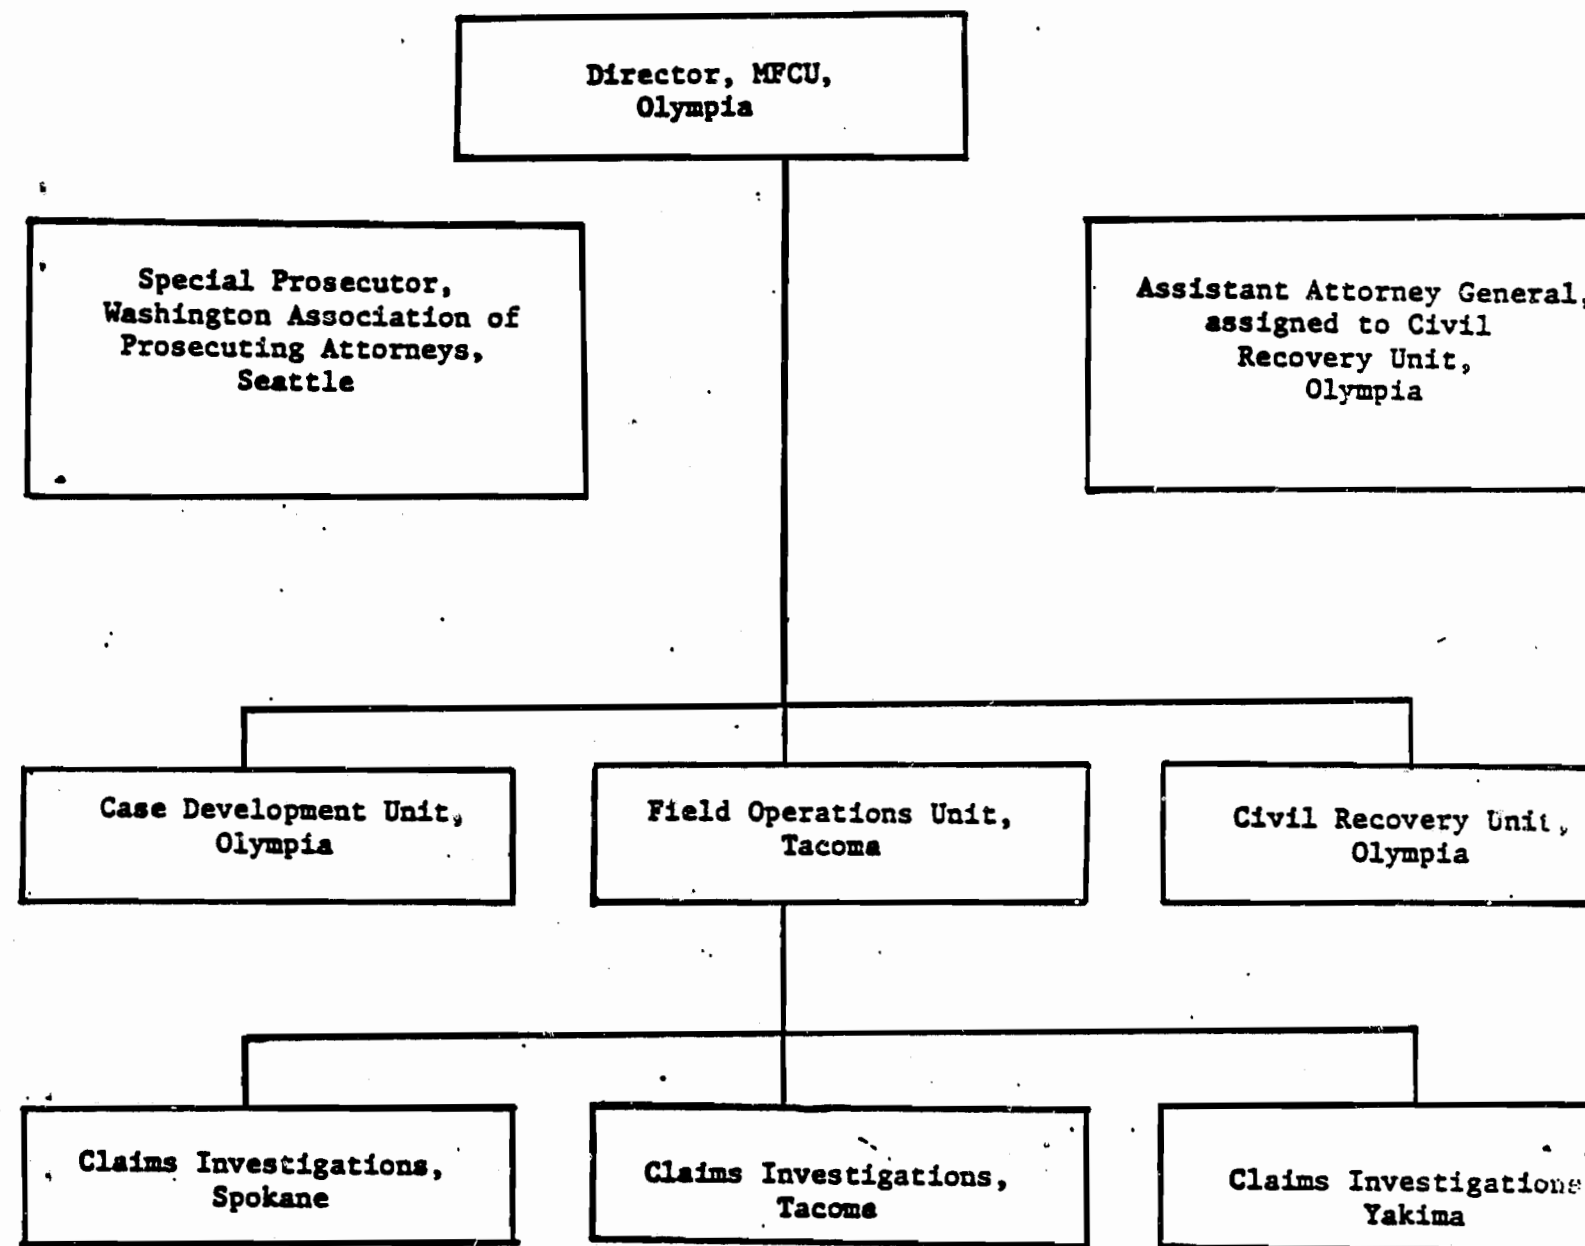 Director, MFCU,
Olympia
Special Prosecutor,
Washington Association of
Prosecuting Attorneys,
Seattle
Assistant Attorney General,
assigned to Civil
Recovery Unit,
Olympia
Case Development Unit,
Olympia
Field Operations Unit,
Tacoma
Civil Recovery Unit,
Olympia
Claims Investigations,
Spokane
Claims Investigations,
Tacoma
Claims Investigations
Yakima